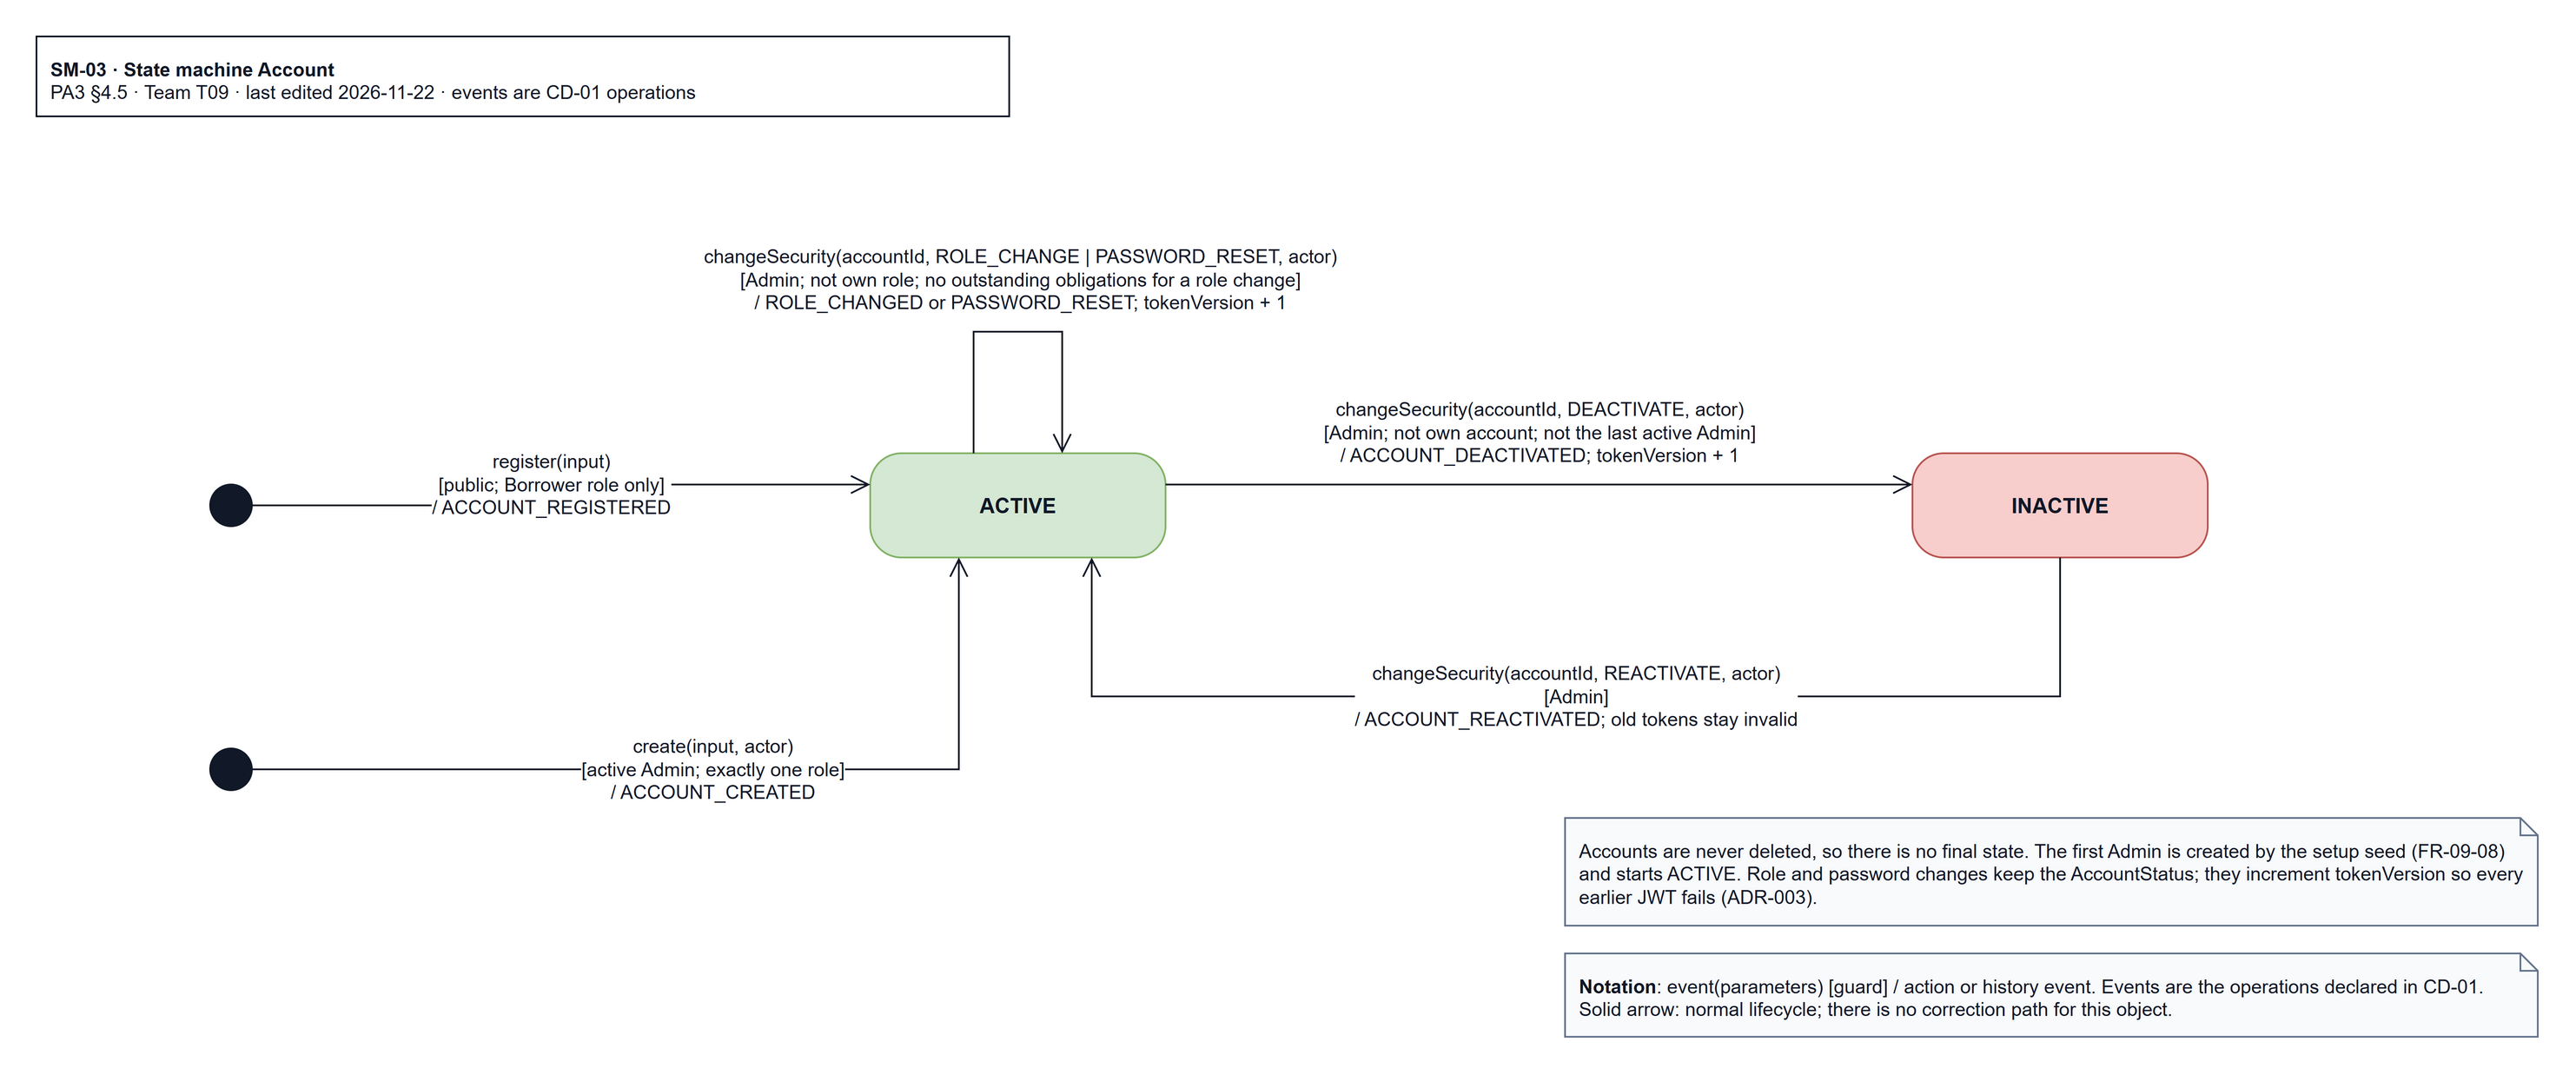 SM-03 · State machine Account
PA3 §4.5 · Team T09 · last edited 2026-11-22 · events are CD-01 operations
changeSecurity(accountId, ROLE_CHANGE | PASSWORD_RESET, actor)
[Admin; not own role; no outstanding obligations for a role change]
/ ROLE_CHANGED or PASSWORD_RESET; tokenVersion + 1
changeSecurity(accountId, DEACTIVATE, actor)
[Admin; not own account; not the last active Admin]
/ ACCOUNT_DEACTIVATED; tokenVersion + 1
register(input)
[public; Borrower role only]
/ ACCOUNT_REGISTERED
ACTIVE
INACTIVE
changeSecurity(accountId, REACTIVATE, actor)
[Admin]
/ ACCOUNT_REACTIVATED; old tokens stay invalid
create(input, actor)
[active Admin; exactly one role]
/ ACCOUNT_CREATED
Accounts are never deleted, so there is no final state. The first Admin is created by the setup seed (FR-09-08)
and starts ACTIVE. Role and password changes keep the AccountStatus; they increment tokenVersion so every
earlier JWT fails (ADR-003).
Notation: event(parameters) [guard] / action or history event. Events are the operations declared in CD-01.
Solid arrow: normal lifecycle; there is no correction path for this object.